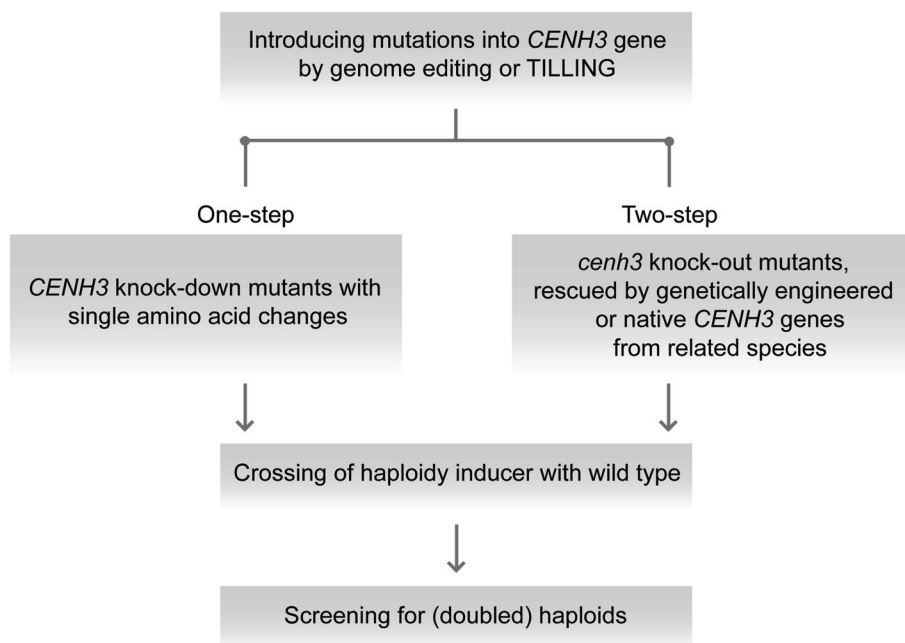 Introducing mutations into CENH3 gene
by genome editing or TILLING
One-step
Two-step
CENH3 knock-down mutants with
single amino acid changes
cenh3 knock-out mutants,
rescued by genetically engineered
or native CENH3 genes
from related species
Crossing of haploidy inducer with wild type
Screening for (doubled) haploids